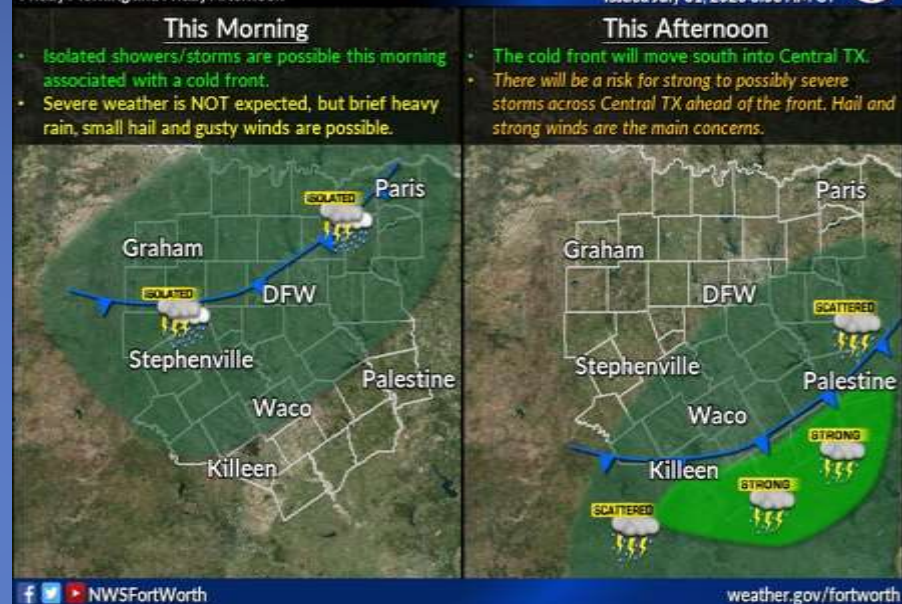 This Morning
• Isolated showers/storms are possible this morning
associated with a cold front.
• Severe weather is NOT expected, but brief heavy
rain, small hail and gusty winds are possible.
ISOLATED
Paris
Graham
ISOLATED
DFW
Stephenville
Palestine
Waco
Killeen
This Afternoon
• The cold front will move south into Central TX.
• There will be a risk for strong to possibly severe
storms across Central TX ahead of the front. Hail and
strong winds are the main concerns.
Paris
Graham
DFW
SCATTERED
Stephenville
Palestine
Waco
STRONG
Killeen
STRONG
SCATTERED
NWSFortWorth
weather.gov/fortworth